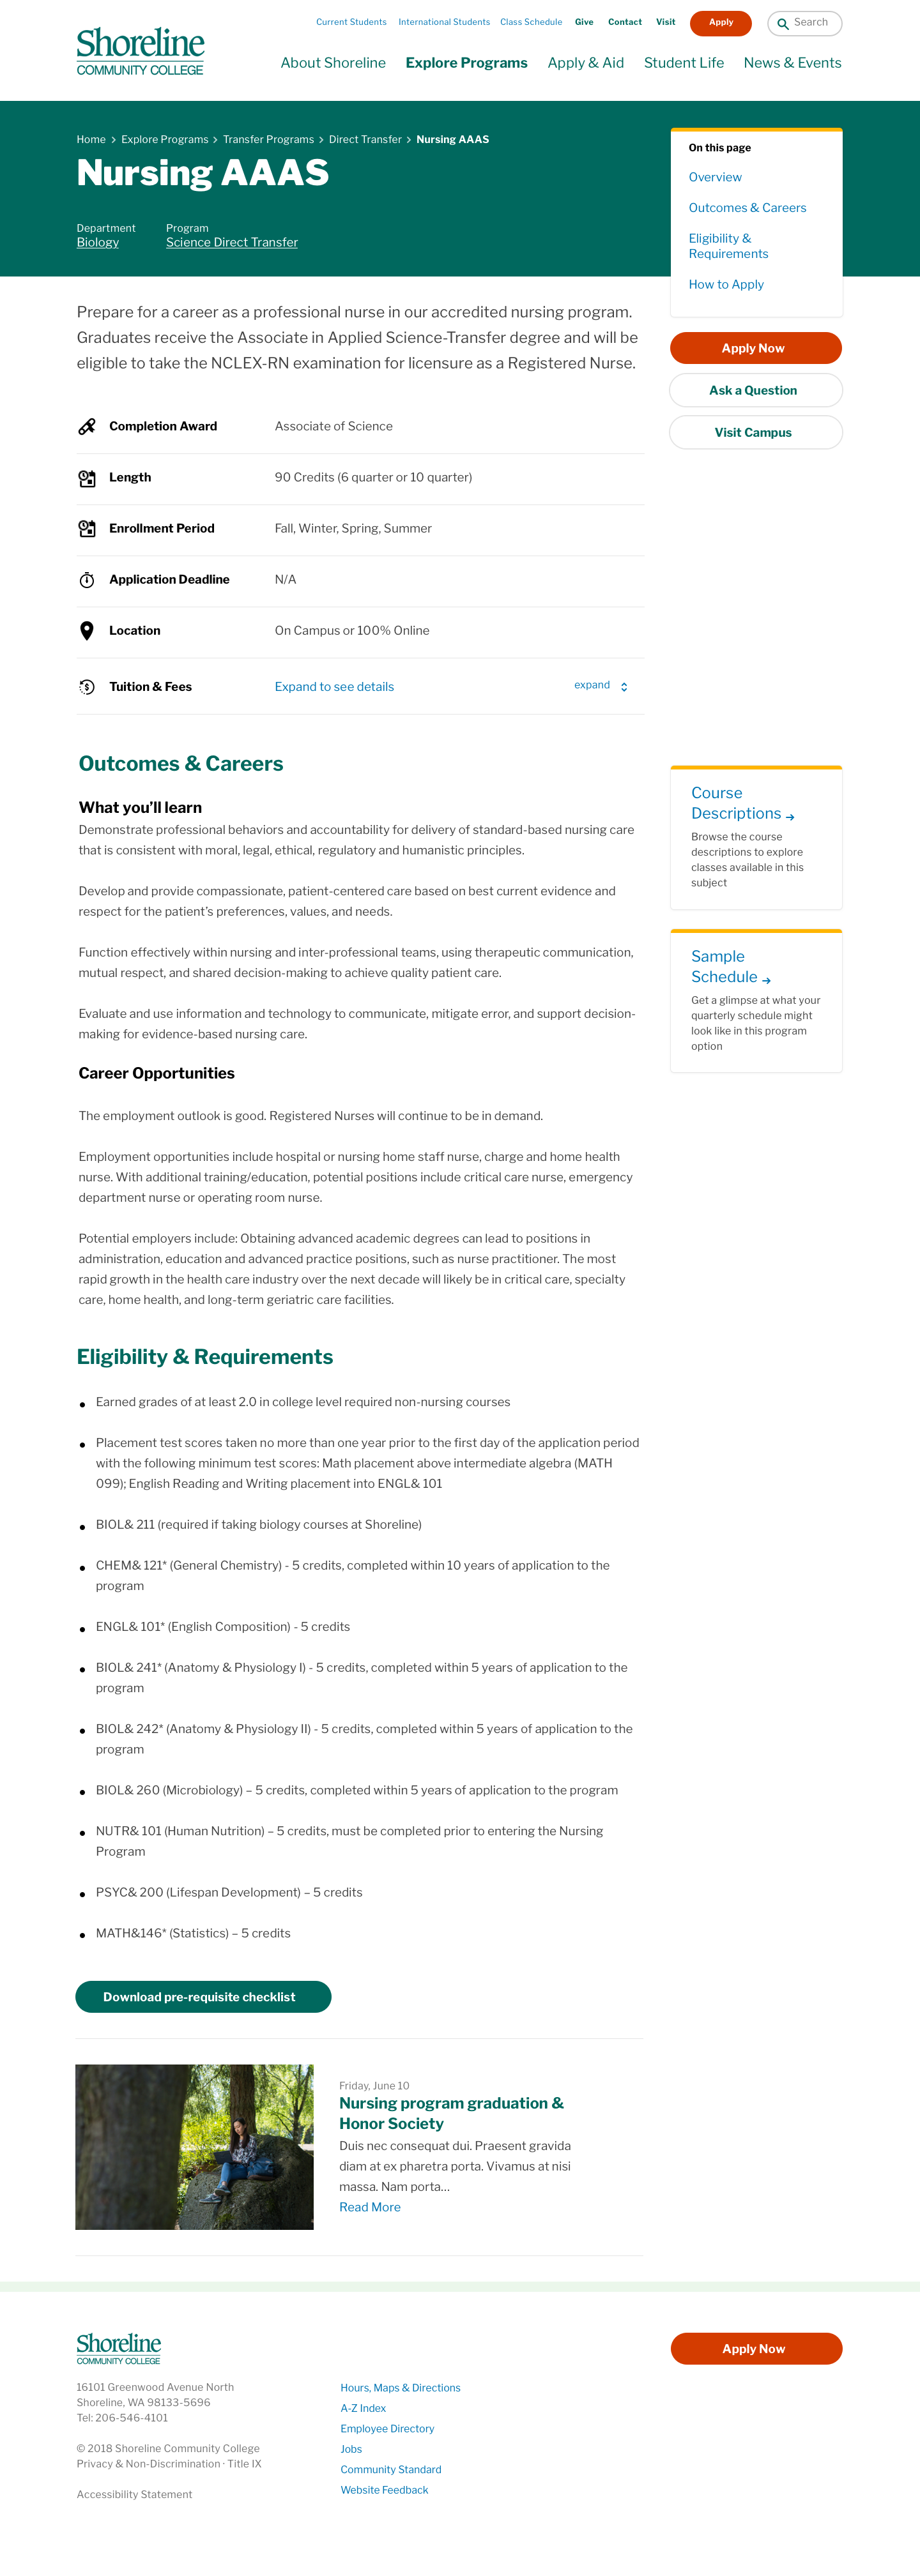 Current Students International Students Class Schedule Give Contact Visit Apply Search
Shoreline
COMMUNITY COLLEGE
About Shoreline Explore Programs Apply & Aid Student Life News & Events
Home > Explore Programs > Transfer Programs > Direct Transfer > Nursing AAAS
Nursing AAAS
Department
Biology
Program
Science Direct Transfer
On this page
Overview
Outcomes & Careers
Eligibility &
Requirements
How to Apply
Apply Now
Ask a Question
Visit Campus
Prepare for a career as a professional nurse in our accredited nursing program.
Graduates receive the Associate in Applied Science-Transfer degree and will be
eligible to take the NCLEX-RN examination for licensure as a Registered Nurse.
Completion Award Associate of Science
Length 90 Credits (6 quarter or 10 quarter)
Enrollment Period Fall, Winter, Spring, Summer
Application Deadline N/A
Location On Campus or 100% Online
Tuition & Fees Expand to see details expand
Outcomes & Careers
What you’ll learn
Demonstrate professional behaviors and accountability for delivery of standard-based nursing care
that is consistent with moral, legal, ethical, regulatory and humanistic principles.
Develop and provide compassionate, patient-centered care based on best current evidence and
respect for the patient’s preferences, values, and needs.
Function effectively within nursing and inter-professional teams, using therapeutic communication,
mutual respect, and shared decision-making to achieve quality patient care.
Evaluate and use information and technology to communicate, mitigate error, and support decision-
making for evidence-based nursing care.
Course
Descriptions →
Browse the course
descriptions to explore
classes available in this
subject
Sample
Schedule →
Get a glimpse at what your
quarterly schedule might
look like in this program
option
Career Opportunities
The employment outlook is good. Registered Nurses will continue to be in demand.
Employment opportunities include hospital or nursing home staff nurse, charge and home health
nurse. With additional training/education, potential positions include critical care nurse, emergency
department nurse or operating room nurse.
Potential employers include: Obtaining advanced academic degrees can lead to positions in
administration, education and advanced practice positions, such as nurse practitioner. The most
rapid growth in the health care industry over the next decade will likely be in critical care, specialty
care, home health, and long-term geriatric care facilities.
Eligibility & Requirements
• Earned grades of at least 2.0 in college level required non-nursing courses
• Placement test scores taken no more than one year prior to the first day of the application period
with the following minimum test scores: Math placement above intermediate algebra (MATH
099); English Reading and Writing placement into ENGL& 101
• BIOL& 211 (required if taking biology courses at Shoreline)
• CHEM& 121* (General Chemistry) - 5 credits, completed within 10 years of application to the
program
• ENGL& 101* (English Composition) - 5 credits
• BIOL& 241* (Anatomy & Physiology I) - 5 credits, completed within 5 years of application to the
program
• BIOL& 242* (Anatomy & Physiology II) - 5 credits, completed within 5 years of application to the
program
• BIOL& 260 (Microbiology) – 5 credits, completed within 5 years of application to the program
• NUTR& 101 (Human Nutrition) – 5 credits, must be completed prior to entering the Nursing
Program
• PSYC& 200 (Lifespan Development) – 5 credits
• MATH&146* (Statistics) – 5 credits
Download pre-requisite checklist
Friday, June 10
Nursing program graduation &
Honor Society
Duis nec consequat dui. Praesent gravida
diam at ex pharetra porta. Vivamus at nisi
massa. Nam porta...
Read More
Shoreline
COMMUNITY COLLEGE
16101 Greenwood Avenue North
Shoreline, WA 98133-5696
Tel: 206-546-4101
© 2018 Shoreline Community College
Privacy & Non-Discrimination · Title IX
Accessibility Statement
Hours, Maps & Directions
A-Z Index
Employee Directory
Jobs
Community Standard
Website Feedback
Apply Now